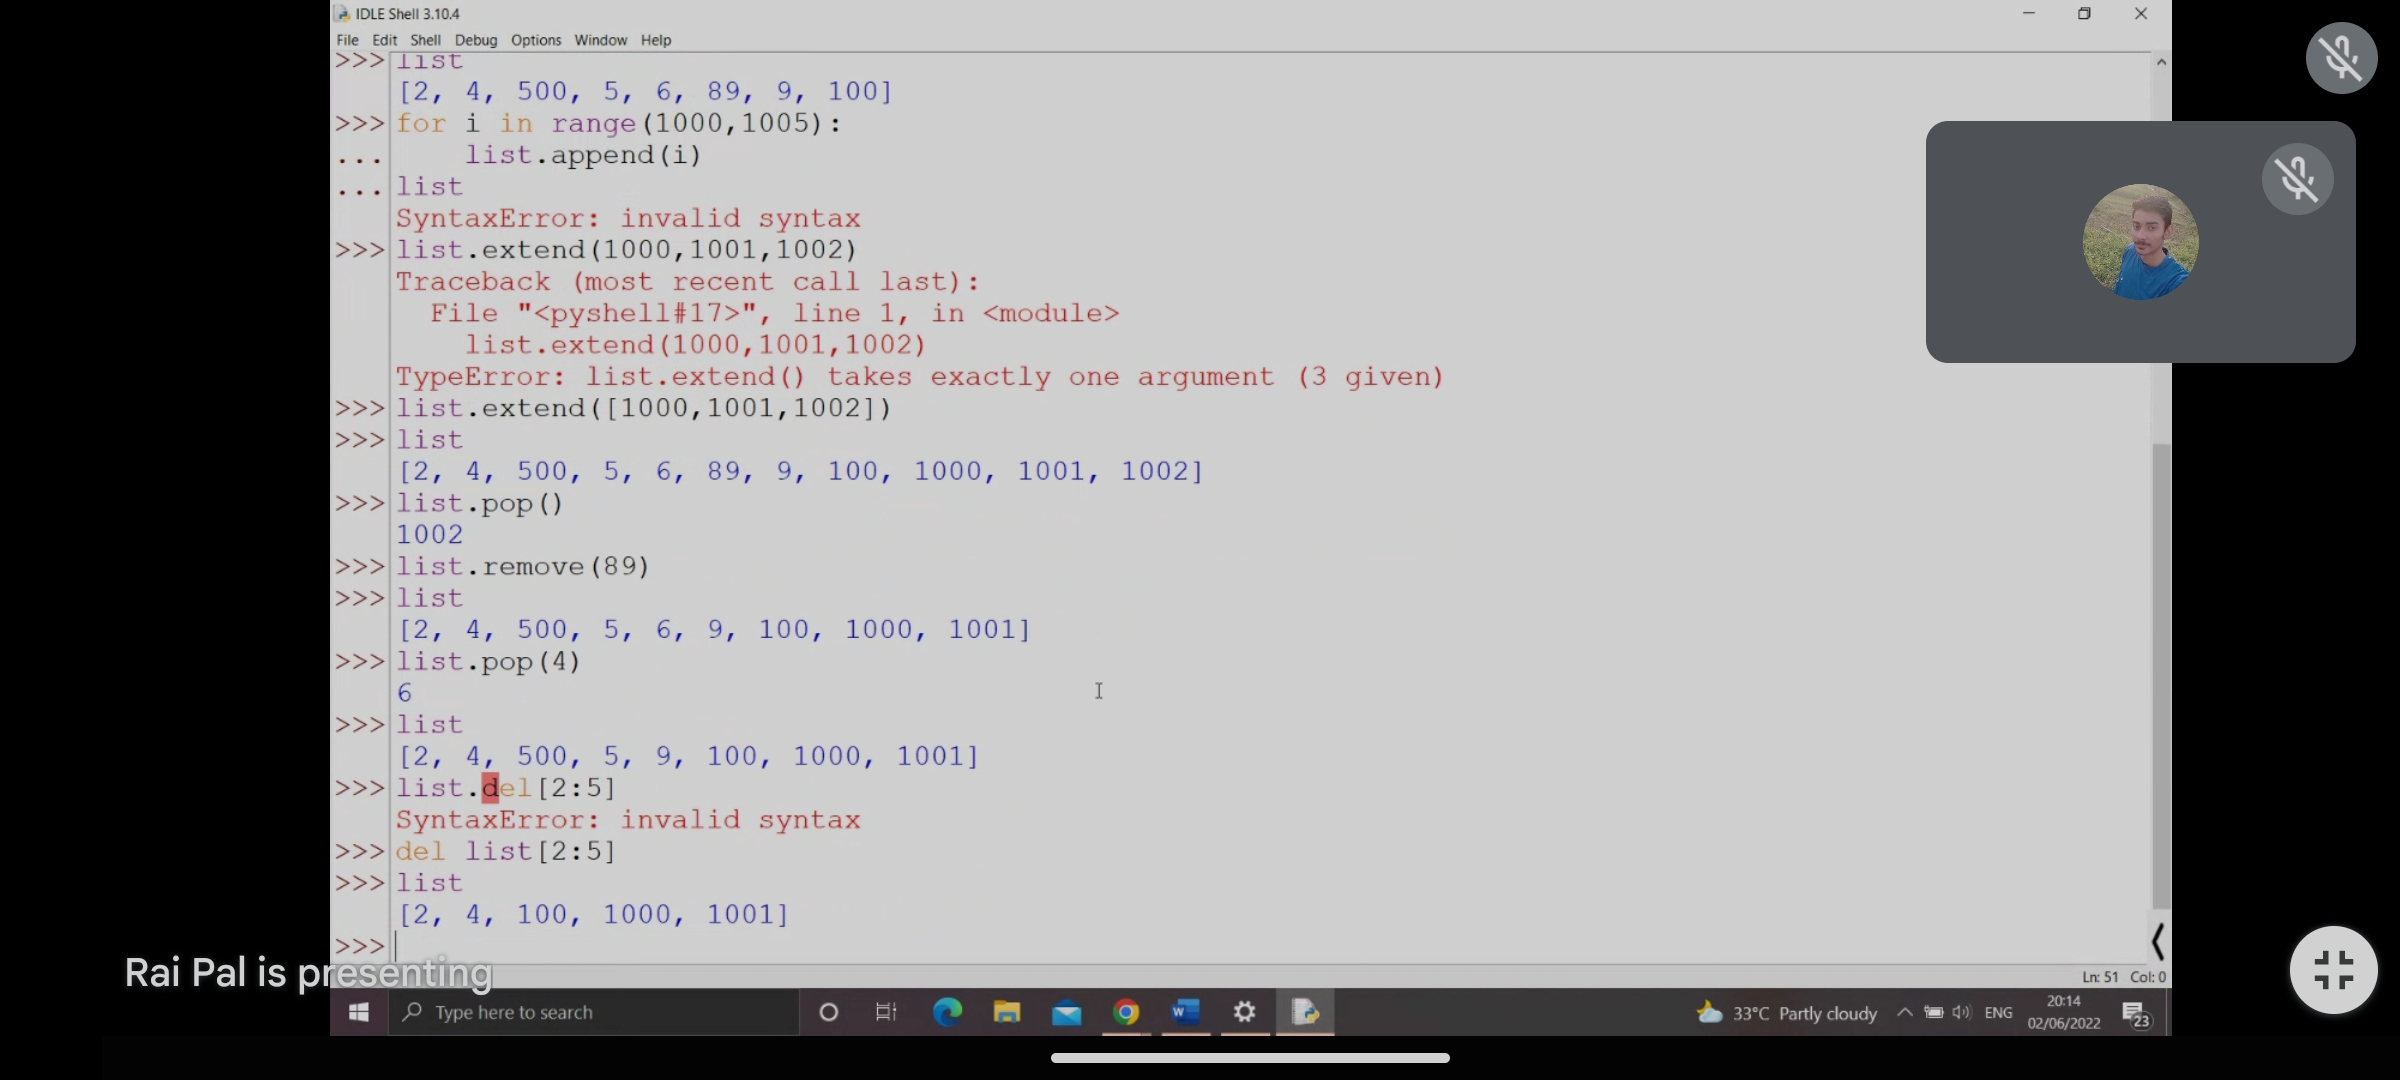 IDLE Shell 3.10.4
File Edit Shell Debug Options Window Help
>>> list
[2, 4, 500, 5, 6, 89, 9, 100]
>>> for i in range(1000,1005):
...     list.append(i)
... list
SyntaxError: invalid syntax
>>> list.extend(1000,1001,1002)
Traceback (most recent call last):
  File "<pyshell#17>", line 1, in <module>
    list.extend(1000,1001,1002)
TypeError: list.extend() takes exactly one argument (3 given)
>>> list.extend([1000,1001,1002])
>>> list
[2, 4, 500, 5, 6, 89, 9, 100, 1000, 1001, 1002]
>>> list.pop()
1002
>>> list.remove(89)
>>> list
[2, 4, 500, 5, 6, 9, 100, 1000, 1001]
>>> list.pop(4)
6
>>> list
[2, 4, 500, 5, 9, 100, 1000, 1001]
>>> list.del[2:5]
SyntaxError: invalid syntax
>>> del list[2:5]
>>> list
[2, 4, 100, 1000, 1001]
>>>
Rai Pal is presenting
Ln: 51 Col: 0
Type here to search
33°C Partly cloudy
ENG
20:14
02/06/2022
23